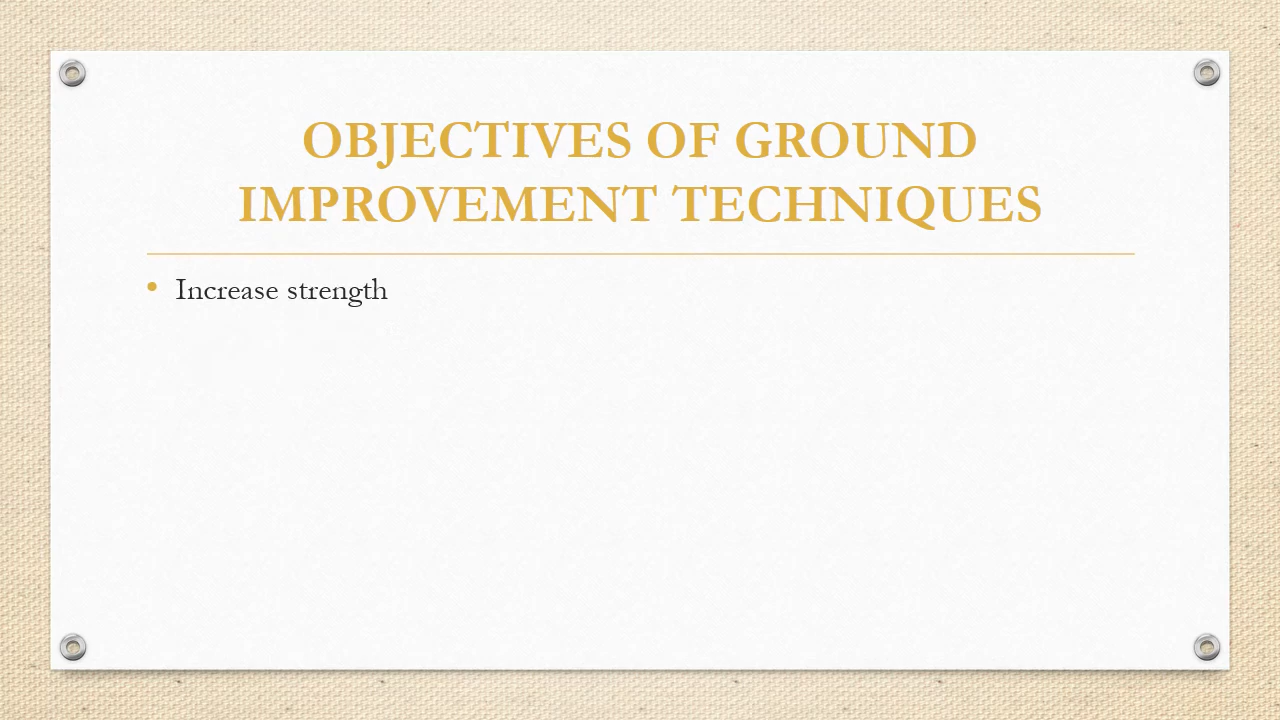 OBJECTIVES OF GROUND
IMPROVEMENT TECHNIQUES
• Increase strength